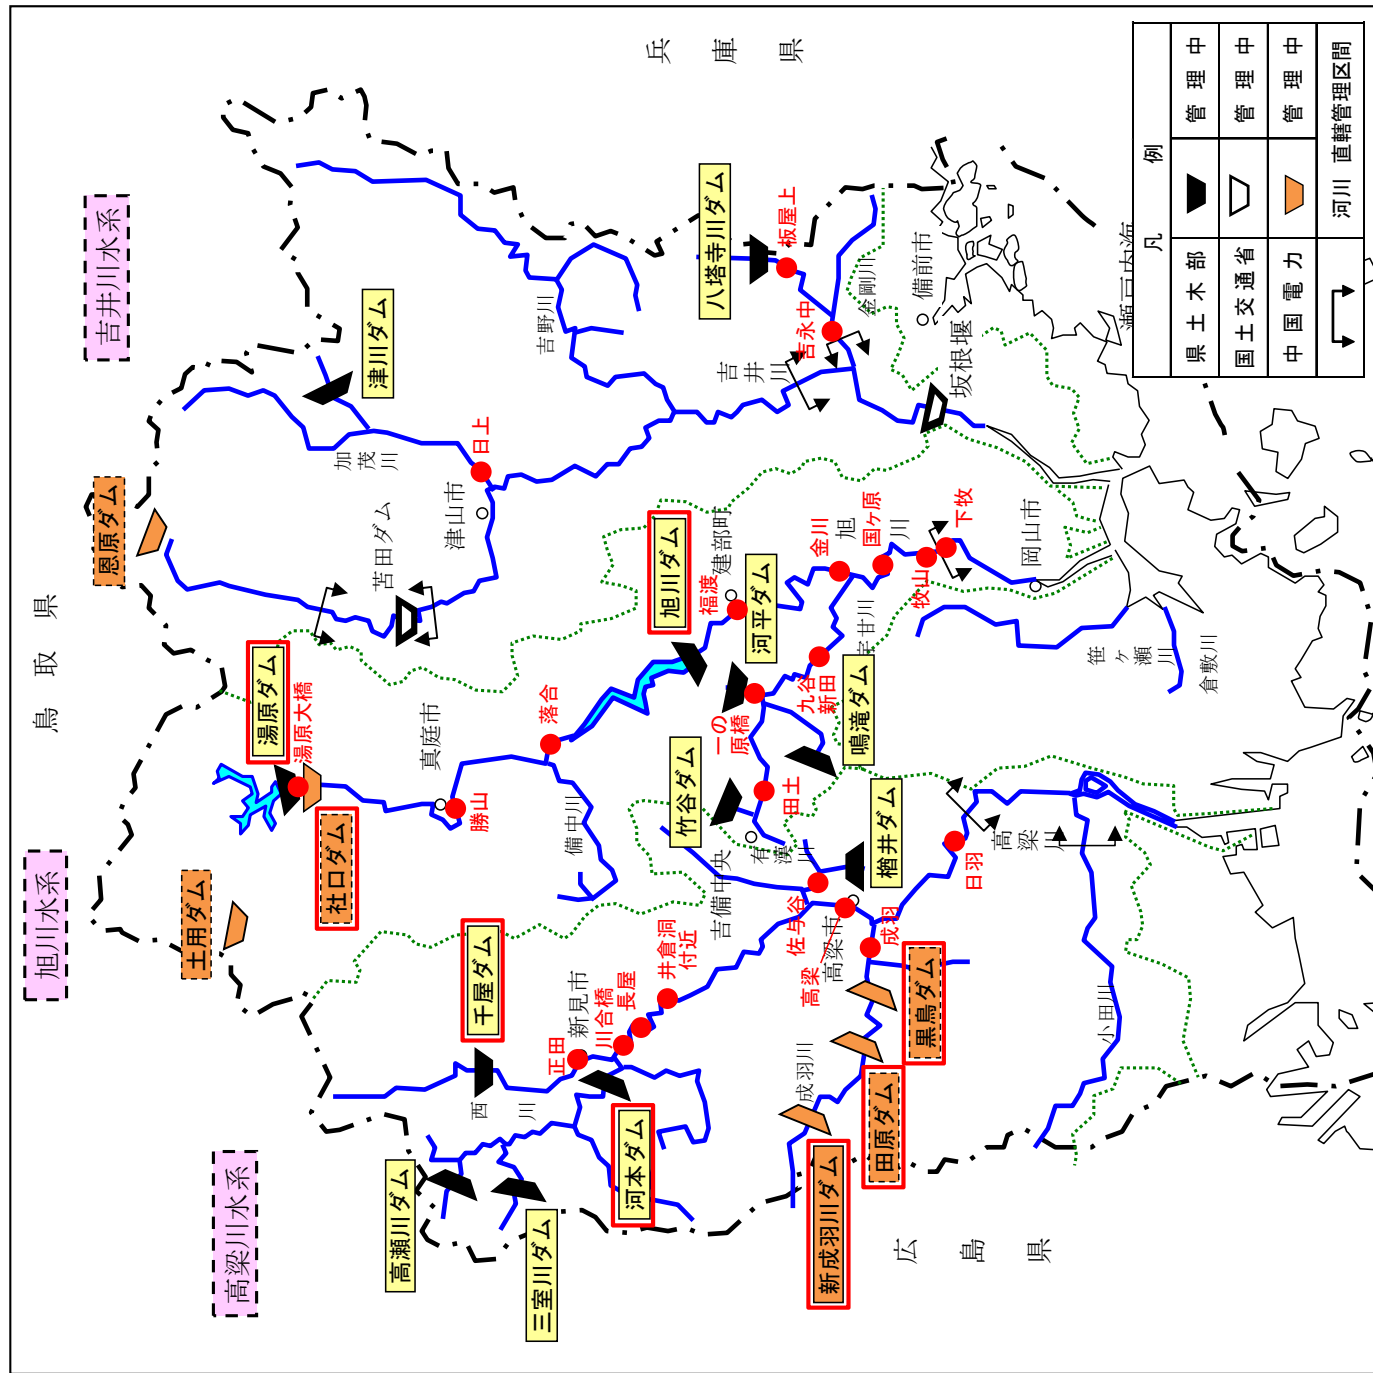 鳥取県
兵庫県
広島県
高梁川水系
旭川水系
吉井川水系
恩原ダム
津川ダム
加茂川
吉野川
日上
津山市
苫田ダム
八塔寺川ダム
板屋上
吉永中
金剛川
備前市
吉井川
坂根堰
湯原ダム
湯原大橋
社口ダム
土用ダム
真庭市
勝山
落合
備中川
旭川ダム
福渡
建部町
河平ダム
金川
旭川
国ヶ原
牧山
下牧
岡山市
宇甘川
九谷
新田
鳴滝ダム
一の
原橋
竹谷ダム
田土
吉備中央
有漢川
楢井ダム
佐与谷
高梁市
高梁
成羽
日羽
高梁川
笹ヶ瀬川
倉敷川
小田川
千屋ダム
西川
正田
新見市
川合橋
長屋
井倉洞
付近
河本ダム
高瀬川ダム
三室川ダム
成羽川
黒鳥ダム
田原ダム
新成羽川ダム
瀬戸内海
凡例
県土木部 管理中
国土交通省 管理中
中国電力 管理中
河川 直轄管理区間